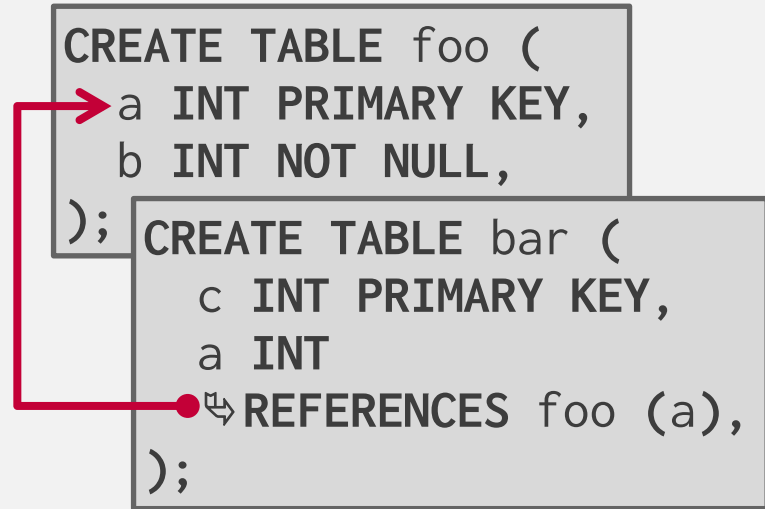 CREATE TABLE foo (
a INT PRIMARY KEY,
b INT NOT NULL,
);
CREATE TABLE bar (
c INT PRIMARY KEY,
a INT
↳ REFERENCES foo (a),
);